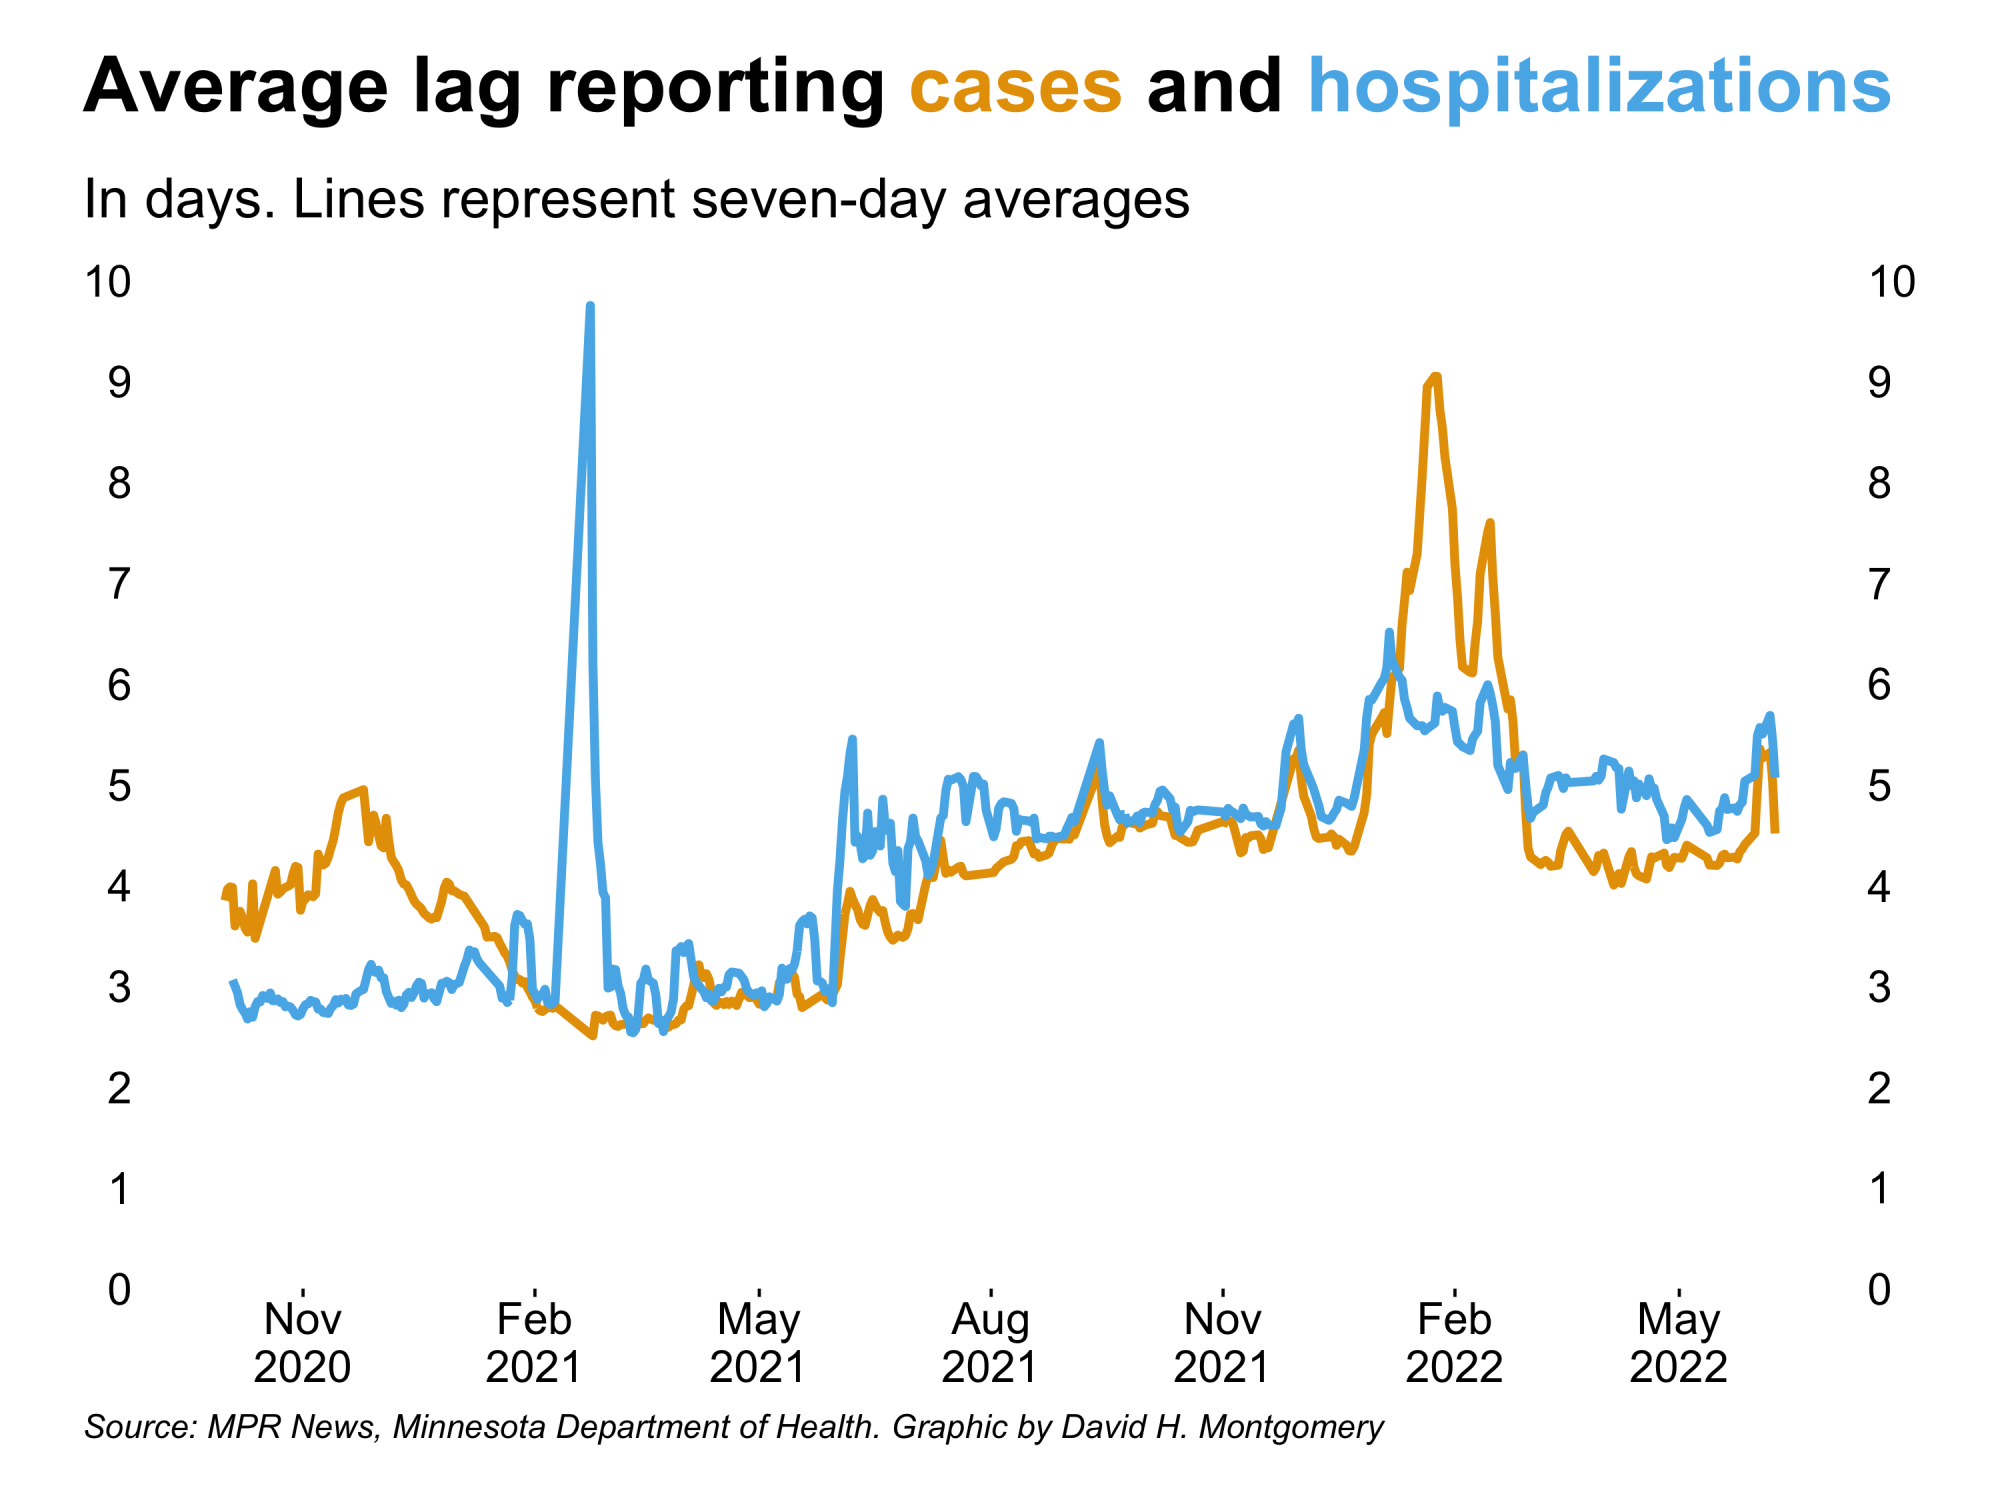 Average lag reporting cases and hospitalizations
In days. Lines represent seven-day averages
10 10
9 9
8 8
7 7
6 6
5 5
4 4
3 3
2 2
1 1
0 0
Nov Feb May Aug Nov Feb May
2020 2021 2021 2021 2021 2022 2022
Source: MPR News, Minnesota Department of Health. Graphic by David H. Montgomery